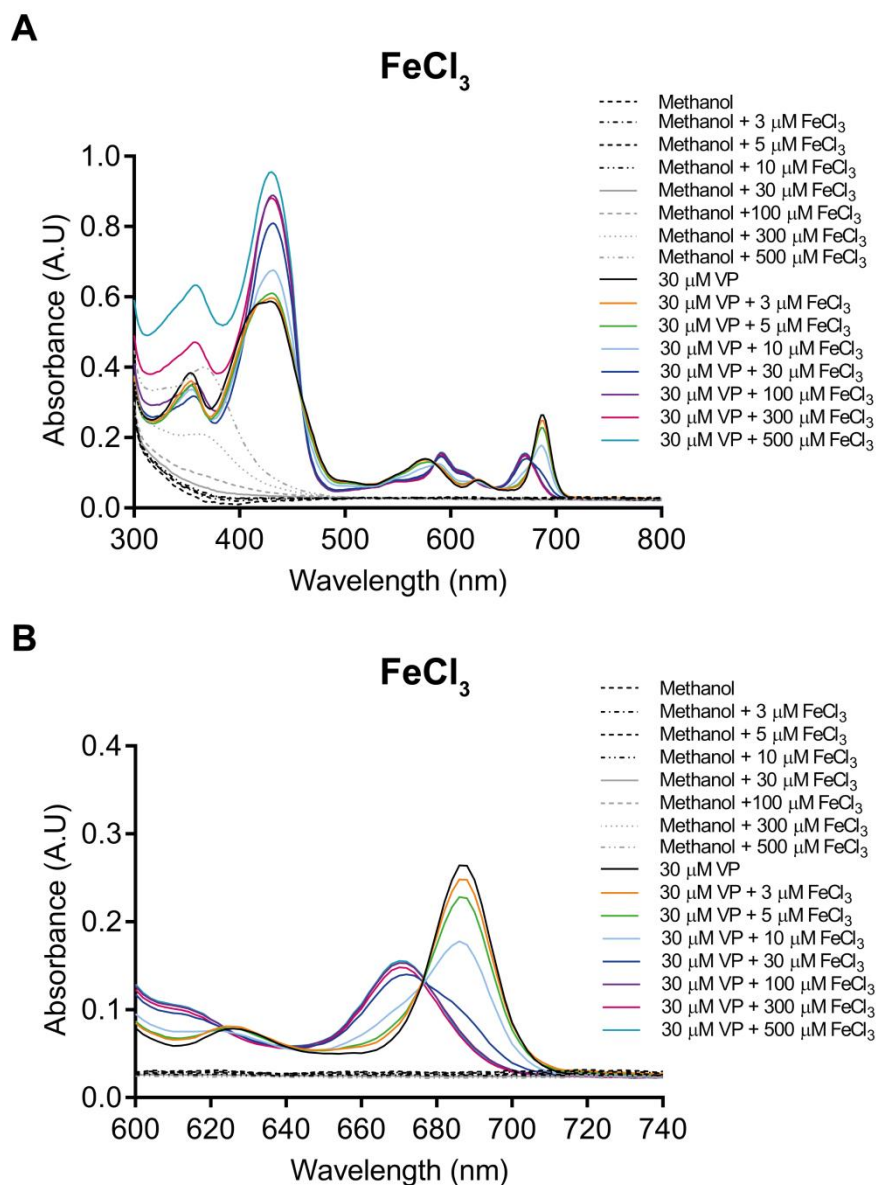 A
FeCl₃
Methanol
Methanol + 3 μM FeCl₃
Methanol + 5 μM FeCl₃
Methanol + 10 μM FeCl₃
Methanol + 30 μM FeCl₃
Methanol +100 μM FeCl₃
Methanol + 300 μM FeCl₃
Methanol + 500 μM FeCl₃
30 μM VP
30 μM VP + 3 μM FeCl₃
30 μM VP + 5 μM FeCl₃
30 μM VP + 10 μM FeCl₃
30 μM VP + 30 μM FeCl₃
30 μM VP + 100 μM FeCl₃
30 μM VP + 300 μM FeCl₃
30 μM VP + 500 μM FeCl₃
Absorbance (A.U)
1.0
0.8
0.6
0.4
0.2
0.0
300 400 500 600 700 800
Wavelength (nm)
B
FeCl₃
Methanol
Methanol + 3 μM FeCl₃
Methanol + 5 μM FeCl₃
Methanol + 10 μM FeCl₃
Methanol + 30 μM FeCl₃
Methanol +100 μM FeCl₃
Methanol + 300 μM FeCl₃
Methanol + 500 μM FeCl₃
30 μM VP
30 μM VP + 3 μM FeCl₃
30 μM VP + 5 μM FeCl₃
30 μM VP + 10 μM FeCl₃
30 μM VP + 30 μM FeCl₃
30 μM VP + 100 μM FeCl₃
30 μM VP + 300 μM FeCl₃
30 μM VP + 500 μM FeCl₃
Absorbance (A.U)
0.4
0.3
0.2
0.1
0.0
600 620 640 660 680 700 720 740
Wavelength (nm)